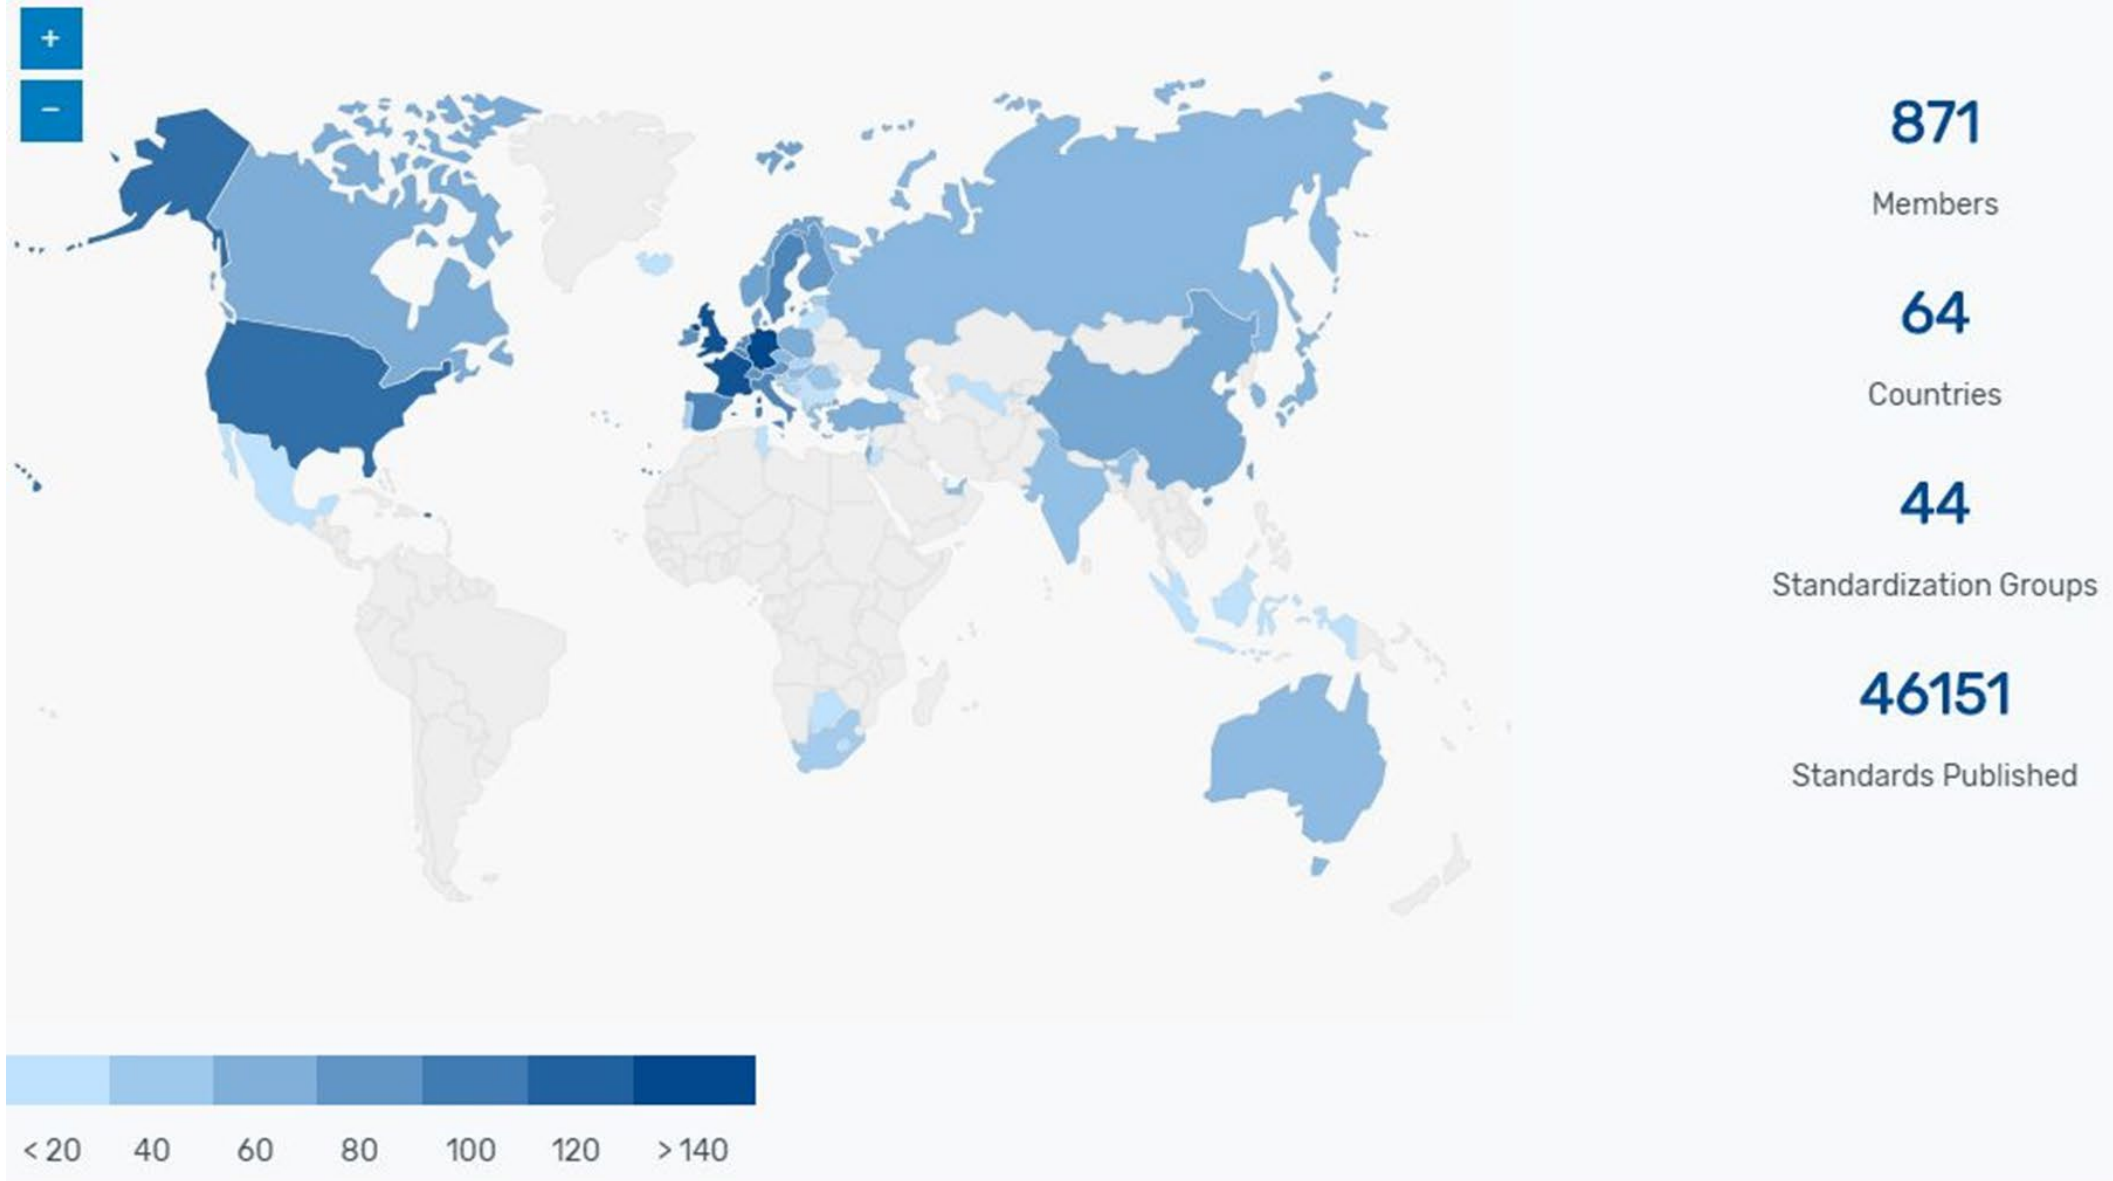 +
−
871
Members
64
Countries
44
Standardization Groups
46151
Standards Published
< 20 40 60 80 100 120 > 140